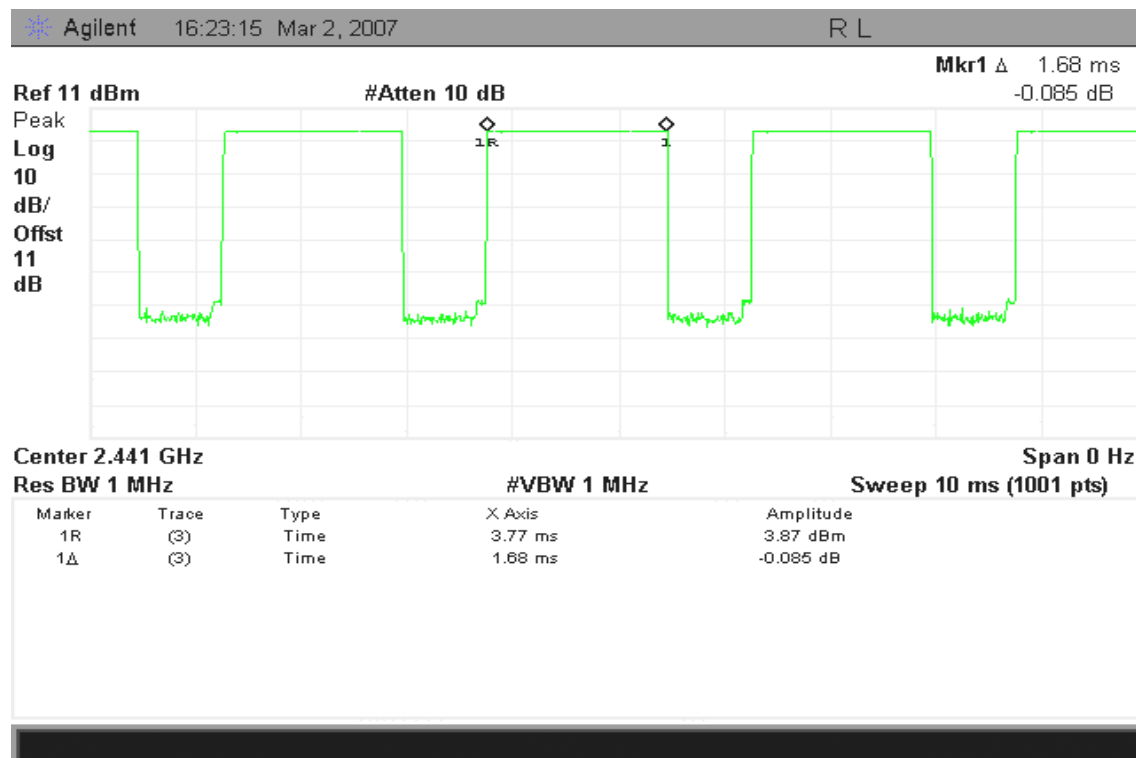 Agilent 16:23:15 Mar 2, 2007 R L
Mkr1 Δ 1.68 ms
Ref 11 dBm #Atten 10 dB -0.085 dB
Peak
Log
10
dB/
Offst
11
dB
1R 1
Center 2.441 GHz Span 0 Hz
Res BW 1 MHz #VBW 1 MHz Sweep 10 ms (1001 pts)
Marker Trace Type X Axis Amplitude
1R (3) Time 3.77 ms 3.87 dBm
1Δ (3) Time 1.68 ms -0.085 dB